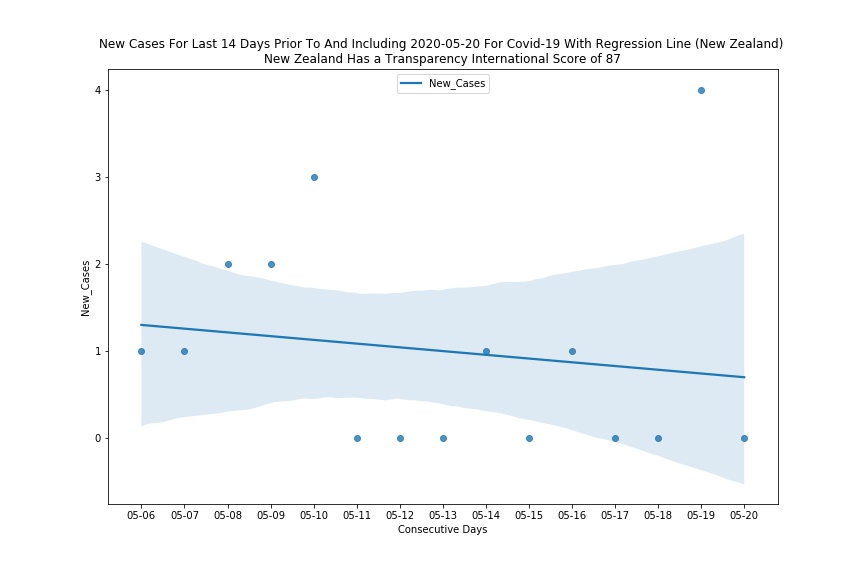 New Cases For Last 14 Days Prior To And Including 2020-05-20 For Covid-19 With Regression Line (New Zealand)
New Zealand Has a Transparency International Score of 87
New_Cases
4
3
2
1
0
New_Cases
05-06 05-07 05-08 05-09 05-10 05-11 05-12 05-13 05-14 05-15 05-16 05-17 05-18 05-19 05-20
Consecutive Days